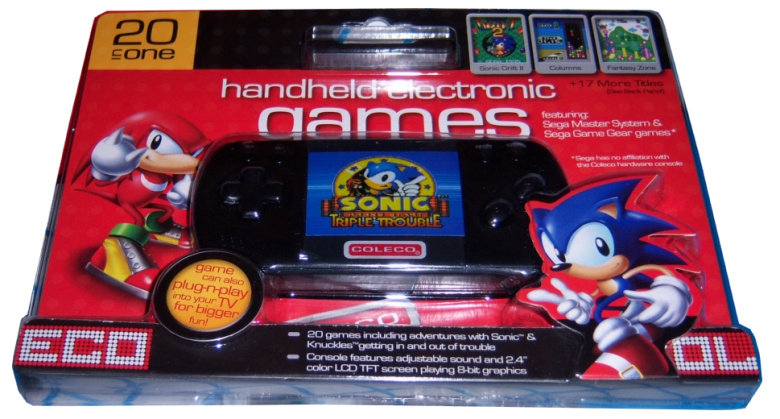 20
in one
Sonic Drift II
Columns
Fantasy Zone
+17 More Titles
(See Back Panel)
handheld electronic
games
featuring:
Sega Master System &
Sega Game Gear games*
*Sega has no affiliation with
the Coleco hardware console
SONIC
TRIPLE TROUBLE
COLECO
game
can also
plug-n-play
into your TV
for bigger
fun!
ECO
OL
20 games including adventures with Sonic™ &
Knuckles™ getting in and out of trouble
Console features adjustable sound and 2.4"
color LCD TFT screen playing 8-bit graphics